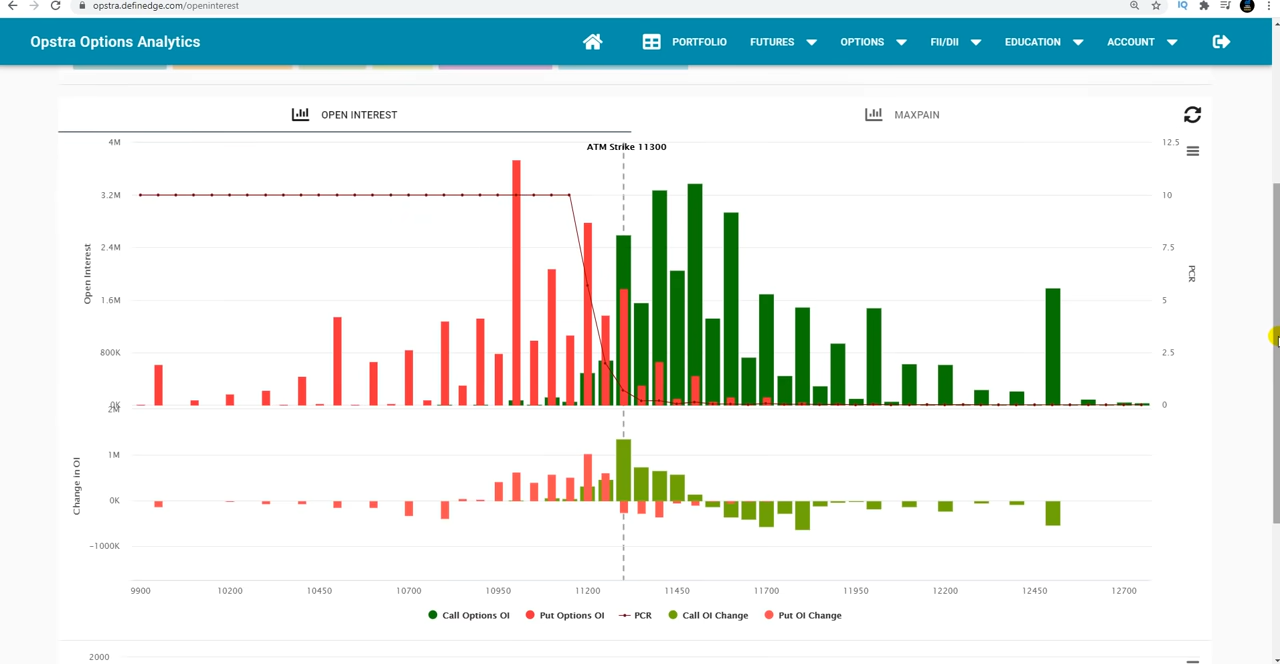 opstra.definedge.com/openinterest
IQ
Opstra Options Analytics
PORTFOLIO
FUTURES
OPTIONS
FII/DII
EDUCATION
ACCOUNT
OPEN INTEREST
MAXPAIN
ATM Strike 11300
4M
3.2M
2.4M
1.6M
800K
0K
2M
Open Interest
12.5
10
7.5
5
2.5
0
PCR
1M
0K
−1000K
Change in OI
9900 10200 10450 10700 10950 11200 11450 11700 11950 12200 12450 12700
Call Options OI Put Options OI PCR Call OI Change Put OI Change
2000